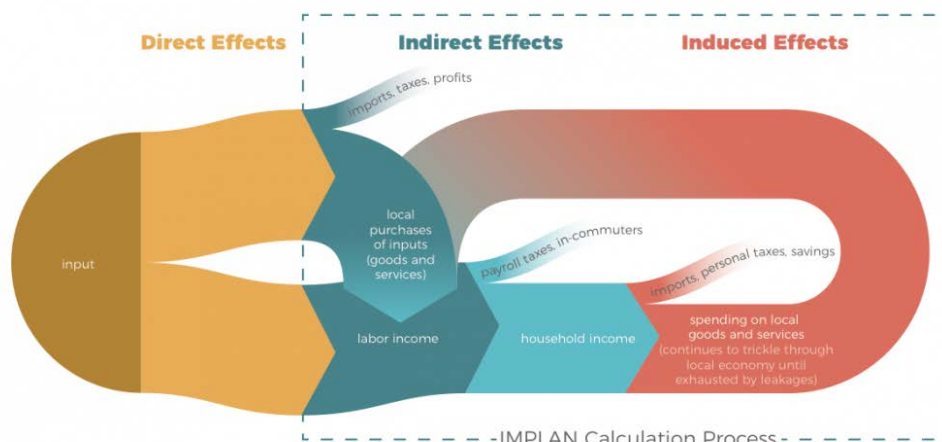 Direct Effects
Indirect Effects
Induced Effects
imports, taxes, profits
input
local
purchases
of inputs
(goods and
services)
payroll taxes, in-commuters
imports, personal taxes, savings
labor income
household income
spending on local
goods and services
(continues to trickle through
local economy until
exhausted by leakages)
IMPLAN Calculation Process